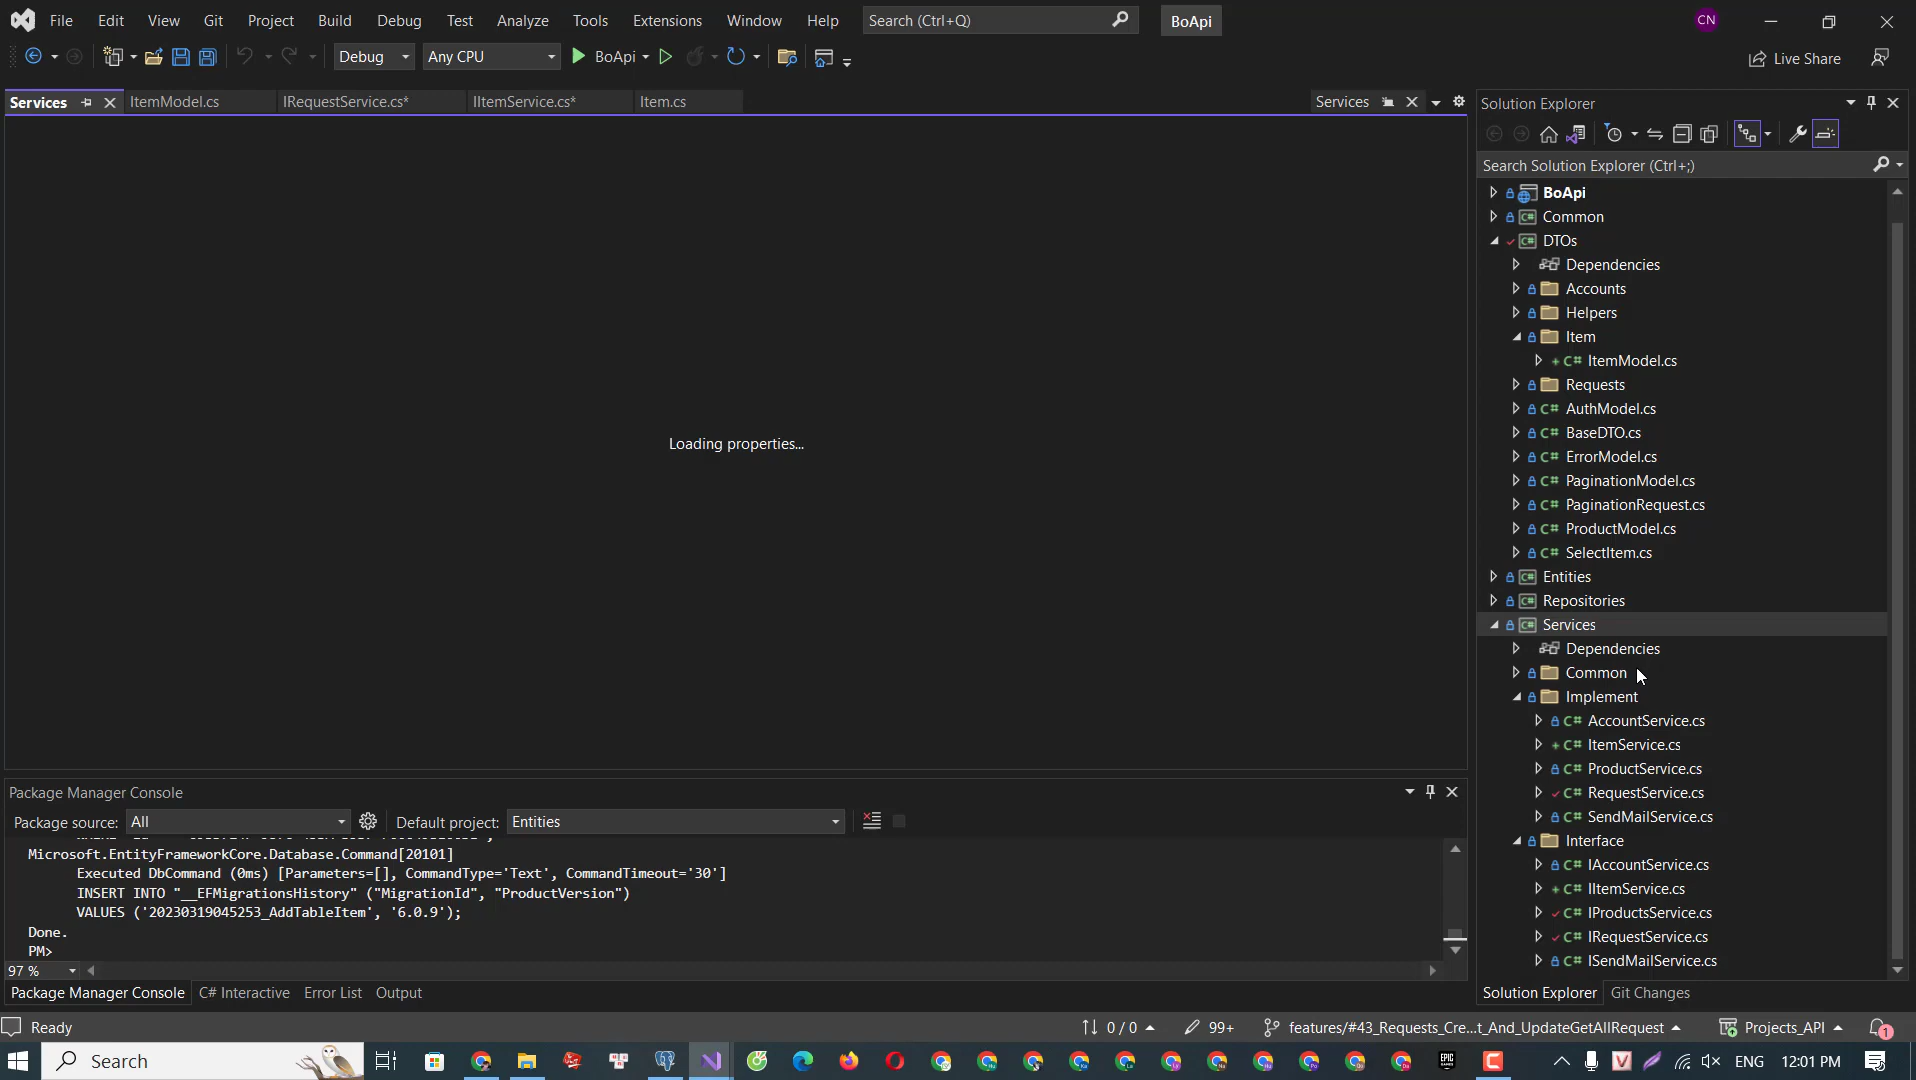 File Edit View Git Project Build Debug Test Analyze Tools Extensions Window Help Search (Ctrl+Q) BoApi CN
Debug Any CPU BoApi Live Share
Services ItemModel.cs IRequestService.cs* IItemService.cs* Item.cs Services
Loading properties...
Solution Explorer
Search Solution Explorer (Ctrl+;)
BoApi
Common
DTOs
Dependencies
Accounts
Helpers
Item
ItemModel.cs
Requests
AuthModel.cs
BaseDTO.cs
ErrorModel.cs
PaginationModel.cs
PaginationRequest.cs
ProductModel.cs
SelectItem.cs
Entities
Repositories
Services
Dependencies
Common
Implement
AccountService.cs
ItemService.cs
ProductService.cs
RequestService.cs
SendMailService.cs
Interface
IAccountService.cs
IItemService.cs
IProductsService.cs
IRequestService.cs
ISendMailService.cs
Solution Explorer Git Changes
Package Manager Console
Package source: All Default project: Entities
Microsoft.EntityFrameworkCore.Database.Command[20101]
Executed DbCommand (0ms) [Parameters=[], CommandType='Text', CommandTimeout='30']
INSERT INTO "__EFMigrationsHistory" ("MigrationId", "ProductVersion")
VALUES ('20230319045253_AddTableItem', '6.0.9');
Done.
PM>
97 %
Package Manager Console C# Interactive Error List Output
Ready 0 / 0 99+ features/#43_Requests_Cre...t_And_UpdateGetAllRequest Projects_API 1
Search ENG 12:01 PM